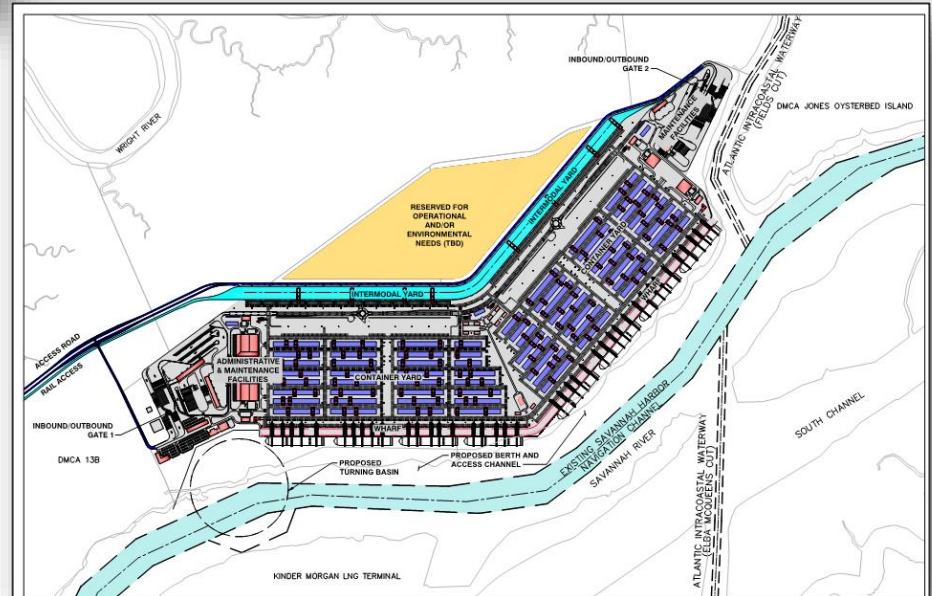 INBOUND/OUTBOUND
GATE 2
MAINTENANCE
FACILITIES
ATLANTIC INTRACOASTAL WATERWAY
(FIELDS CUT)
DMCA JONES OYSTERBED ISLAND
WRIGHT RIVER
RESERVED FOR
OPERATIONAL
AND/OR
ENVIRONMENTAL
NEEDS (TBD)
INTERMODAL YARD
CONTAINER YARD
WHARF
INTERMODAL YARD
ACCESS ROAD
RAIL ACCESS
ADMINISTRATIVE
& MAINTENANCE
FACILITIES
CONTAINER YARD
WHARF
INBOUND/OUTBOUND
GATE 1
DMCA 13B
PROPOSED
TURNING BASIN
PROPOSED BERTH AND
ACCESS CHANNEL
EXISTING SAVANNAH HARBOR
NAVIGATION CHANNEL
SAVANNAH RIVER
SOUTH CHANNEL
ATLANTIC INTRACOASTAL WATERWAY
(ELBA MCQUEENS CUT)
KINDER MORGAN LNG TERMINAL